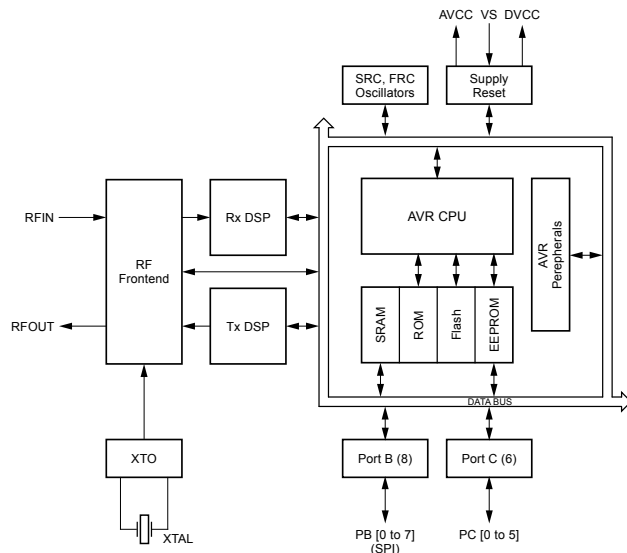 AVCC VS DVCC
SRC, FRC
Oscillators
Supply
Reset
RFIN
RF
Frontend
Rx DSP
AVR CPU
AVR
Perepherals
RFOUT
Tx DSP
SRAM
ROM
Flash
EEPROM
DATA BUS
XTO
Port B (8)
Port C (6)
XTAL
PB [0 to 7]
(SPI)
PC [0 to 5]